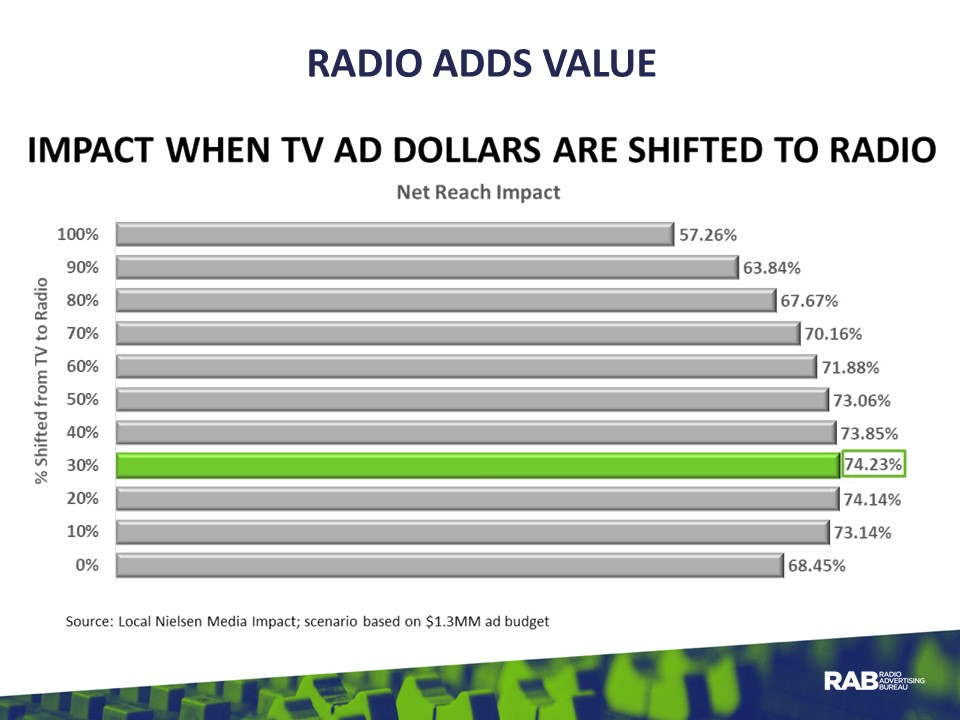 RADIO ADDS VALUE
IMPACT WHEN TV AD DOLLARS ARE SHIFTED TO RADIO
Net Reach Impact
% Shifted from TV to Radio
100% 57.26%
90% 63.84%
80% 67.67%
70% 70.16%
60% 71.88%
50% 73.06%
40% 73.85%
30% 74.23%
20% 74.14%
10% 73.14%
0% 68.45%
Source: Local Nielsen Media Impact; scenario based on $1.3MM ad budget
RAB RADIO
ADVERTISING
BUREAU